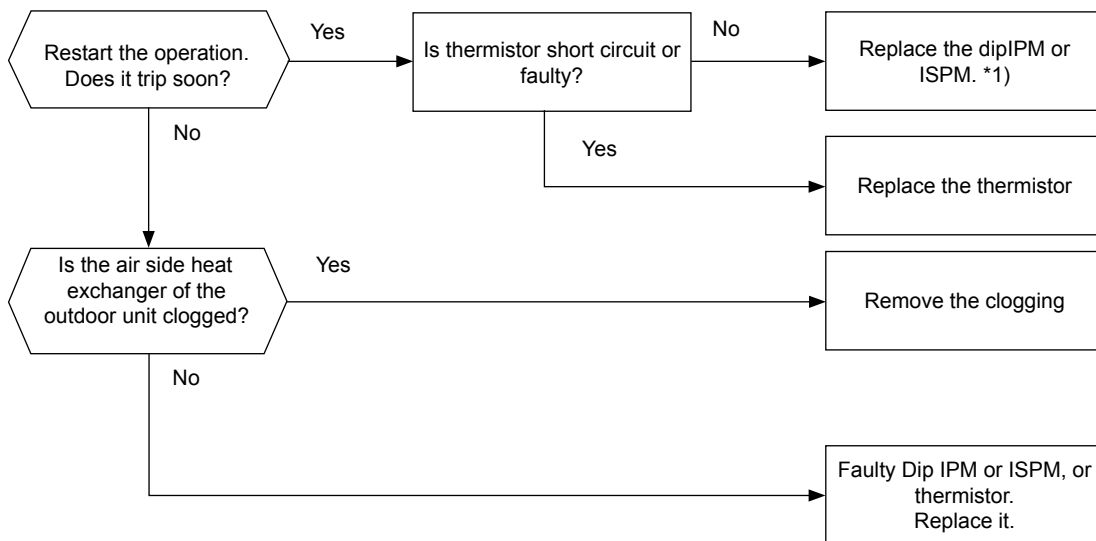 Restart the operation.
Does it trip soon?
Yes
Is thermistor short circuit or
faulty?
No
Replace the dipIPM or
ISPM. *1)
No
Yes
Replace the thermistor
Is the air side heat
exchanger of the
outdoor unit clogged?
Yes
Remove the clogging
No
Faulty Dip IPM or ISPM, or
thermistor.
Replace it.